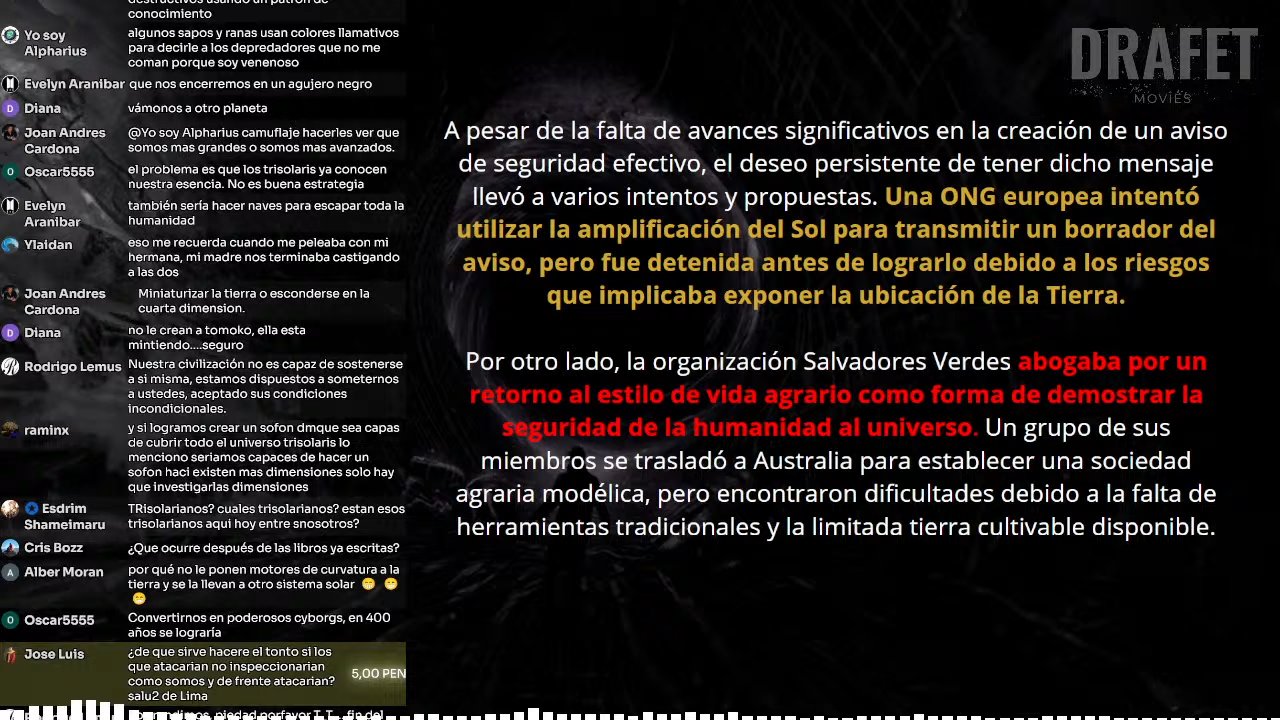 destructivos usando un patrón de
conocimiento
Yo soy
Alpharius
algunos sapos y ranas usan colores llamativos
para decirle a los depredadores que no me
coman porque soy venenoso
Evelyn Aranibar
que nos encerremos en un agujero negro
Diana
vámonos a otro planeta
Joan Andres
Cardona
@Yo soy Alpharius camuflaje hacerles ver que
somos mas grandes o somos mas avanzados.
Oscar5555
el problema es que los trisolaris ya conocen
nuestra esencia. No es buena estrategia
Evelyn
Aranibar
también sería hacer naves para escapar toda la
humanidad
Ylaidan
eso me recuerda cuando me peleaba con mi
hermana, mi madre nos terminaba castigando
a las dos
Joan Andres
Cardona
Miniaturizar la tierra o esconderse en la
cuarta dimension.
Diana
no le crean a tomoko, ella esta
mintiendo....seguro
Rodrigo Lemus
Nuestra civilización no es capaz de sostenerse
a si misma, estamos dispuestos a someternos
a ustedes, aceptado sus condiciones
incondicionales.
raminx
y si logramos crear un sofon dmque sea capas
de cubrir todo el universo trisolaris lo
menciono seriamos capaces de hacer un
sofon haci existen mas dimensiones solo hay
que investigarlas dimensiones
Esdrim
Shameimaru
TRisolarianos? cuales trisolarianos? estan esos
trisolarianos aqui hoy entre snosotros?
Cris Bozz
¿Que ocurre después de las libros ya escritas?
Alber Moran
por qué no le ponen motores de curvatura a la
tierra y se la llevan a otro sistema solar
Oscar5555
Convertirnos en poderosos cyborgs, en 400
años se lograría
Jose Luis
¿de que sirve hacere el tonto si los
que atacarian no inspeccionarian
como somos y de frente atacarian?
salu2 de Lima
5,00 PEN
DRAFET
MOVIES
A pesar de la falta de avances significativos en la creación de un aviso
de seguridad efectivo, el deseo persistente de tener dicho mensaje
llevó a varios intentos y propuestas. Una ONG europea intentó
utilizar la amplificación del Sol para transmitir un borrador del
aviso, pero fue detenida antes de lograrlo debido a los riesgos
que implicaba exponer la ubicación de la Tierra.
Por otro lado, la organización Salvadores Verdes abogaba por un
retorno al estilo de vida agrario como forma de demostrar la
seguridad de la humanidad al universo. Un grupo de sus
miembros se trasladó a Australia para establecer una sociedad
agraria modélica, pero encontraron dificultades debido a la falta de
herramientas tradicionales y la limitada tierra cultivable disponible.